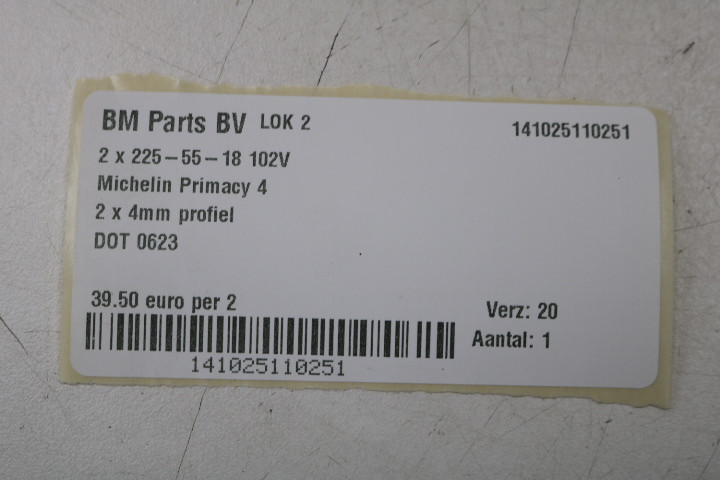 BM Parts BV LOK 2 141025110251
2 x 225-55-18 102V
Michelin Primacy 4
2 x 4mm profiel
DOT 0623
39.50 euro per 2
Verz: 20
Aantal: 1
141025110251